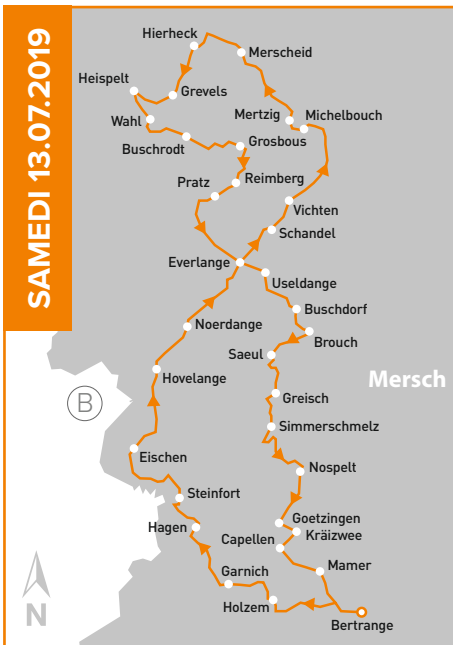 SAMEDI 13.07.2019
Hierheck
Merscheid
Heispelt
Grevels
Mertzig
Michelbouch
Wahl
Buschrodt
Grosbous
Pratz
Reimberg
Vichten
Schandel
Everlange
Useldange
Buschdorf
Noerdange
Brouch
Saeul
Mersch
Hovelange
B
Greisch
Simmerschmelz
Eischen
Nospelt
Steinfort
Goetzingen
Hagen
Kräizwee
Capellen
Garnich
Mamer
Holzem
N
Bertrange